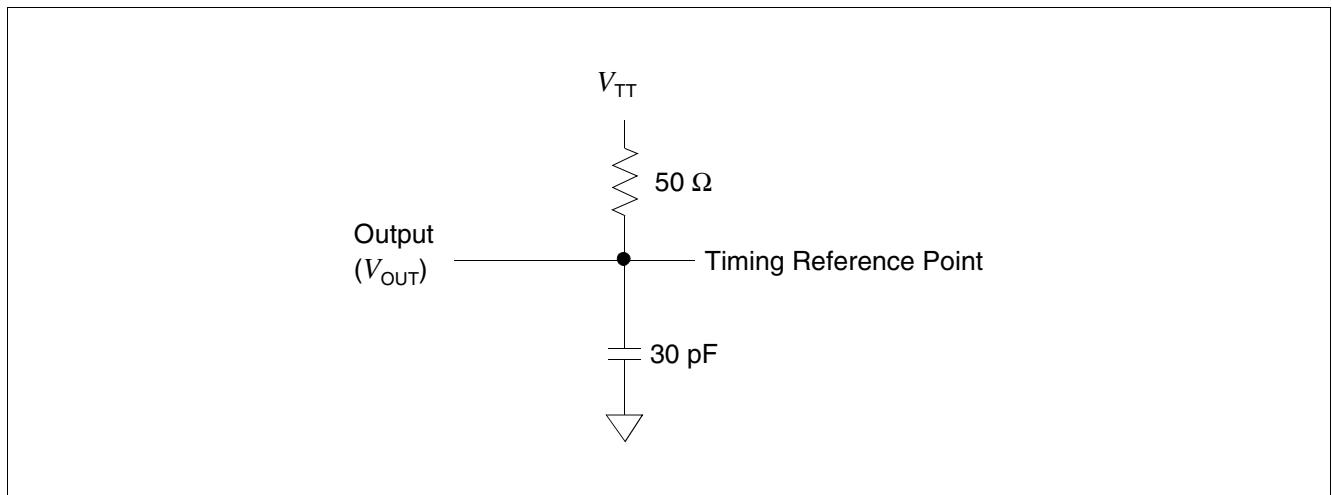 V_TT
50 Ω
Output
(V_OUT)
Timing Reference Point
30 pF